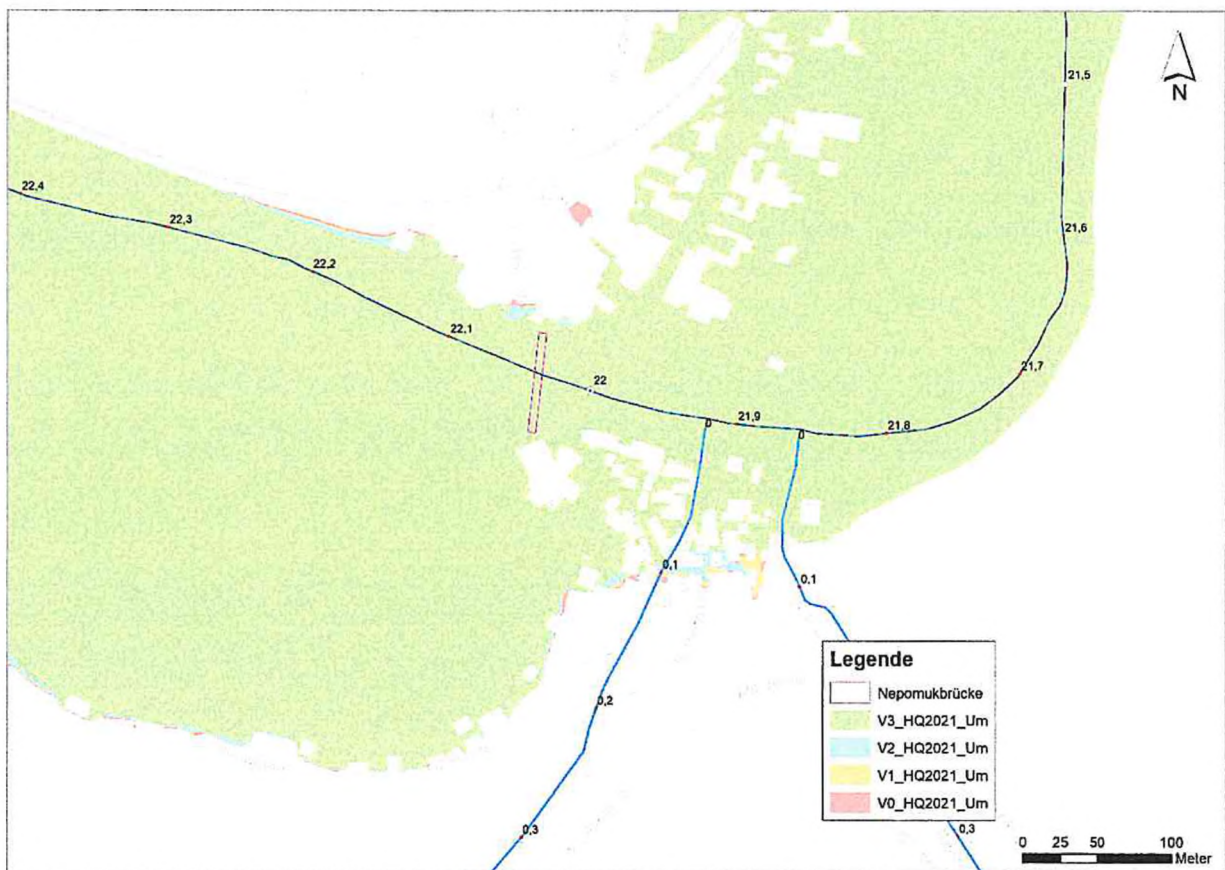 21,5
N
22,4
22,3
21,6
22,2
22,1
21,7
22
21,9
21,8
0
0
0,1
0,1
Legende
Nepomukbrücke
0,2
V3_HQ2021_Um
V2_HQ2021_Um
V1_HQ2021_Um
V0_HQ2021_Um
0,3
0,3
0 25 50 100
Meter